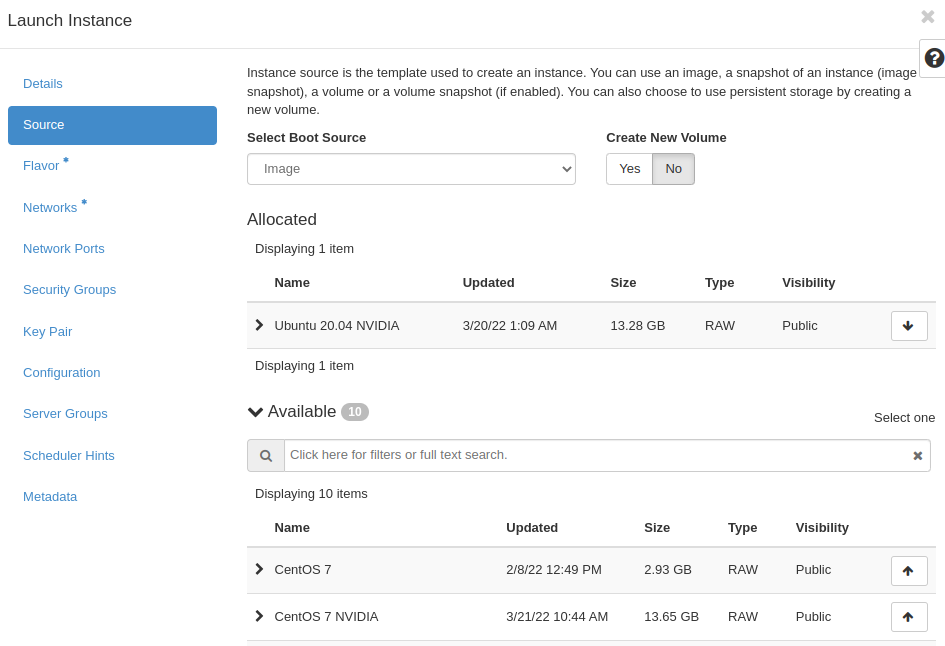 Launch Instance
Details
Source
Flavor *
Networks *
Network Ports
Security Groups
Key Pair
Configuration
Server Groups
Scheduler Hints
Metadata
Instance source is the template used to create an instance. You can use an image, a snapshot of an instance (image
snapshot), a volume or a volume snapshot (if enabled). You can also choose to use persistent storage by creating a
new volume.
Select Boot Source Create New Volume
Image Yes No
Allocated
Displaying 1 item
Name Updated Size Type Visibility
Ubuntu 20.04 NVIDIA 3/20/22 1:09 AM 13.28 GB RAW Public
Displaying 1 item
Available 10
Select one
Click here for filters or full text search.
Displaying 10 items
Name Updated Size Type Visibility
CentOS 7 2/8/22 12:49 PM 2.93 GB RAW Public
CentOS 7 NVIDIA 3/21/22 10:44 AM 13.65 GB RAW Public